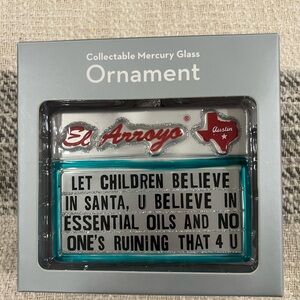 Collectable Mercury Glass
Ornament
El Arroyo®
Austin
LET CHILDREN BELIEVE
IN SANTA, U BELIEVE IN
ESSENTIAL OILS AND NO
ONE'S RUINING THAT 4 U